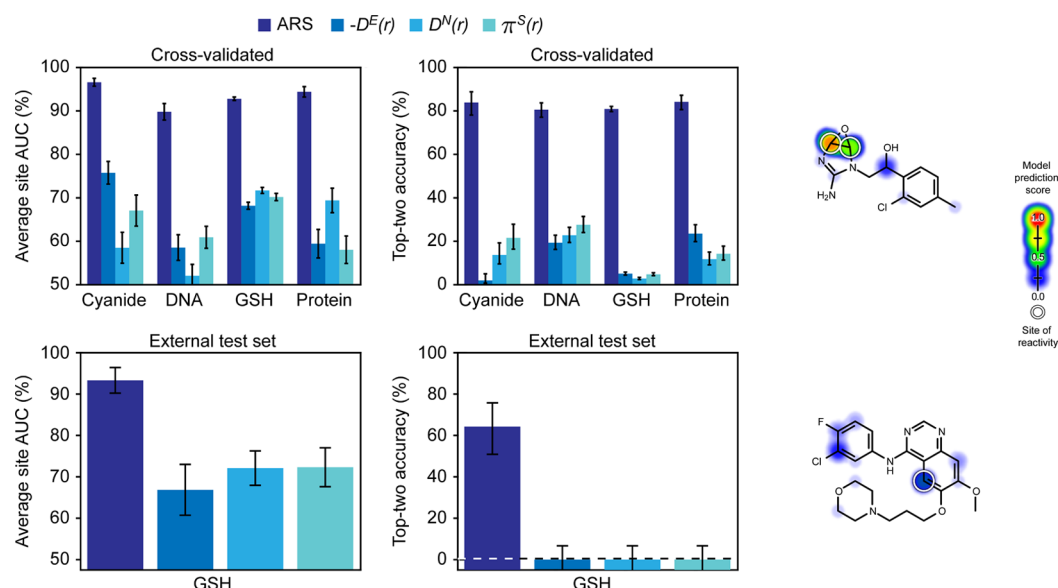 ARS -D^E(r) D^N(r) π^S(r)
Cross-validated
Average site AUC (%)
100
90
80
70
60
50
Cyanide DNA GSH Protein
Cross-validated
Top-two accuracy (%)
100
80
60
40
20
0
Cyanide DNA GSH Protein
O
N
N
H₂N
OH
Cl
Model
prediction
score
1.0
0.5
0.0
Site of
reactivity
External test set
Average site AUC (%)
100
90
80
70
60
50
GSH
External test set
Top-two accuracy (%)
100
80
60
40
20
0
GSH
F
Cl
N
H
N
N
O
O
O
N